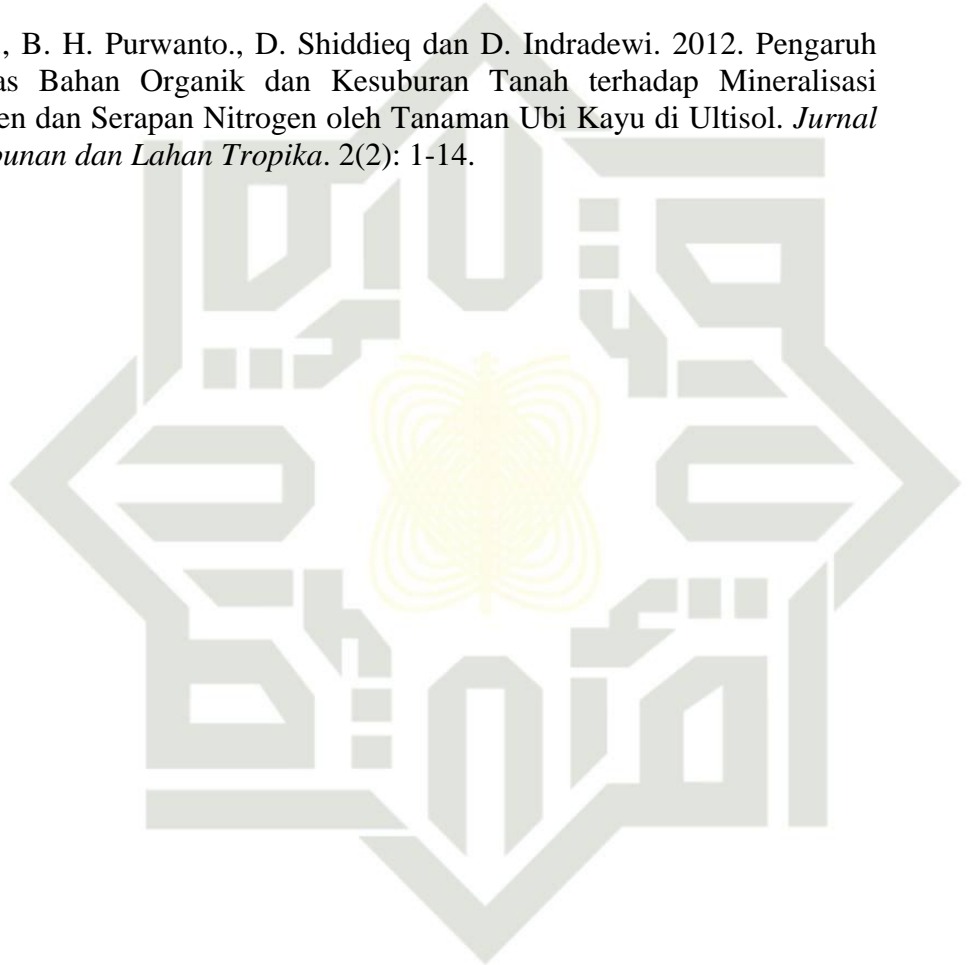 ., B. H. Purwanto., D. Shiddieq dan D. Indradewi. 2012. Pengaruh
as Bahan Organik dan Kesuburan Tanah terhadap Mineralisasi
en dan Serapan Nitrogen oleh Tanaman Ubi Kayu di Ultisol. Jurnal
bunan dan Lahan Tropika. 2(2): 1-14.